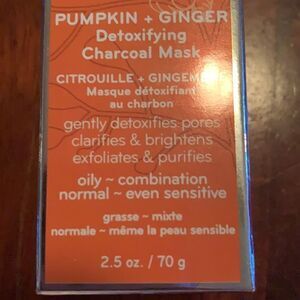 PUMPKIN + GINGER
Detoxifying
Charcoal Mask
CITROUILLE + GINGEMBRE
Masque détoxifiant
au charbon
gently detoxifies pores
clarifies & brightens
exfoliates & purifies
oily ~ combination
normal ~ even sensitive
grasse ~ mixte
normale ~ même la peau sensible
2.5 oz. / 70 g